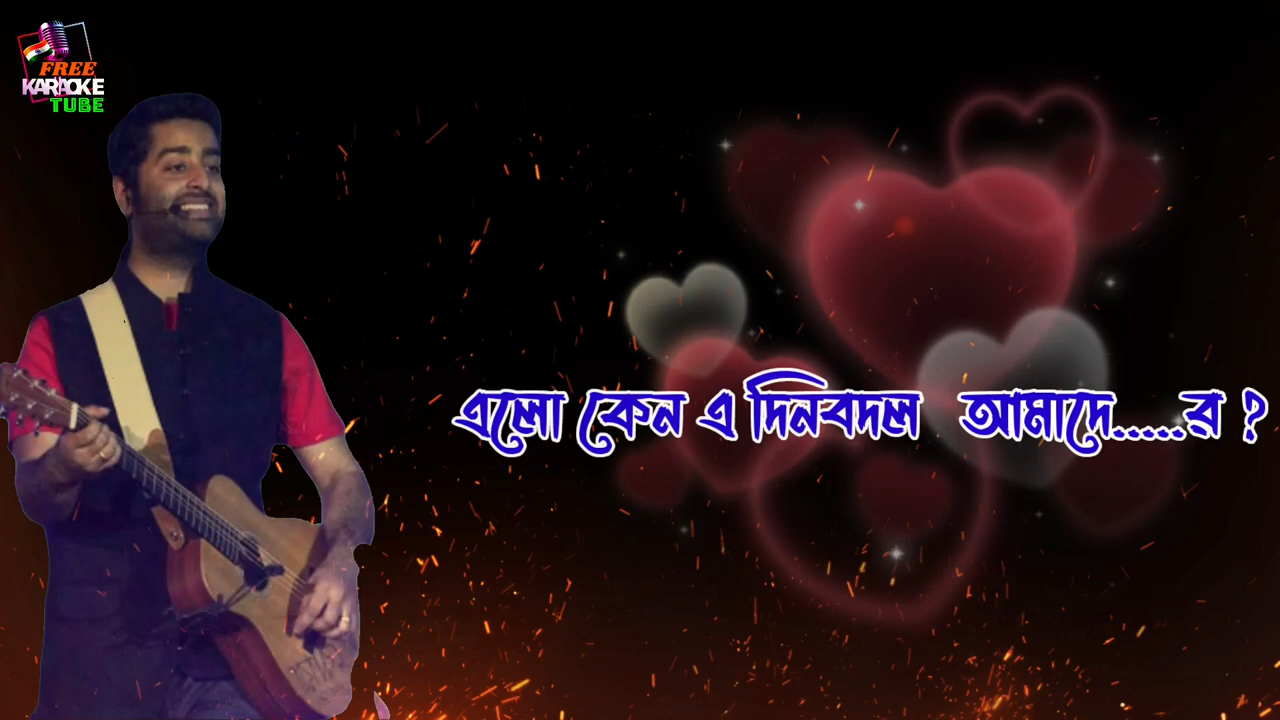 FREE
KARAOKE
TUBE
এলো কেন এ দিনবদল আমাদে.....র ?